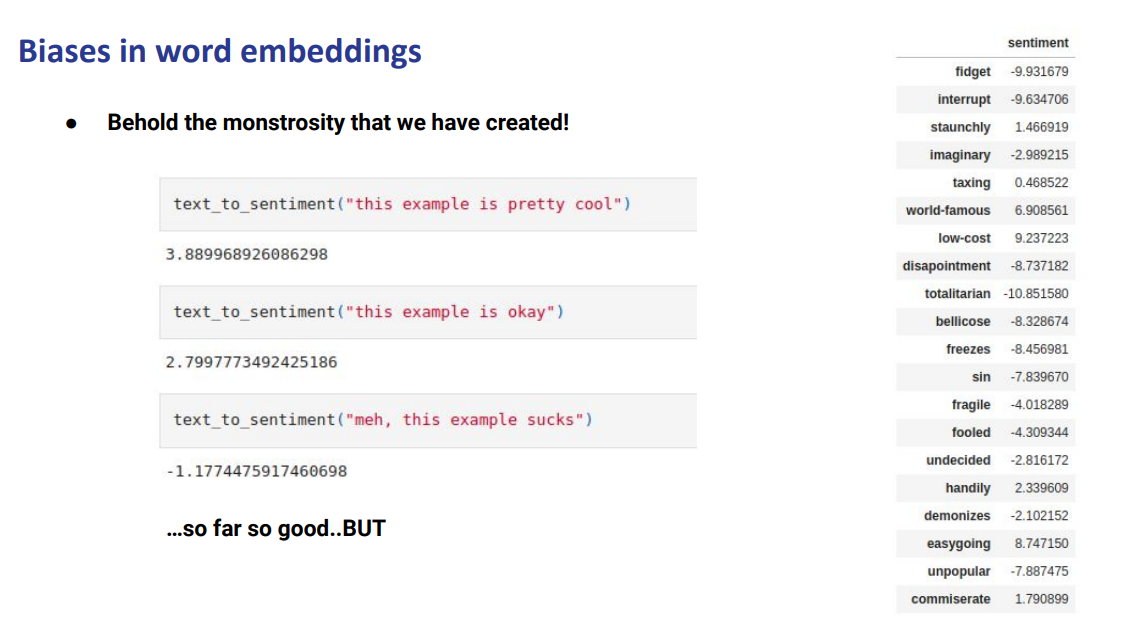 Biases in word embeddings
● Behold the monstrosity that we have created!
text_to_sentiment("this example is pretty cool")
3.889968926086298
text_to_sentiment("this example is okay")
2.7997773492425186
text_to_sentiment("meh, this example sucks")
-1.1774475917460698
…so far so good..BUT
sentiment
fidget -9.931679
interrupt -9.634706
staunchly 1.466919
imaginary -2.989215
taxing 0.468522
world-famous 6.908561
low-cost 9.237223
disapointment -8.737182
totalitarian -10.851580
bellicose -8.328674
freezes -8.456981
sin -7.839670
fragile -4.018289
fooled -4.309344
undecided -2.816172
handily 2.339609
demonizes -2.102152
easygoing 8.747150
unpopular -7.887475
commiserate 1.790899